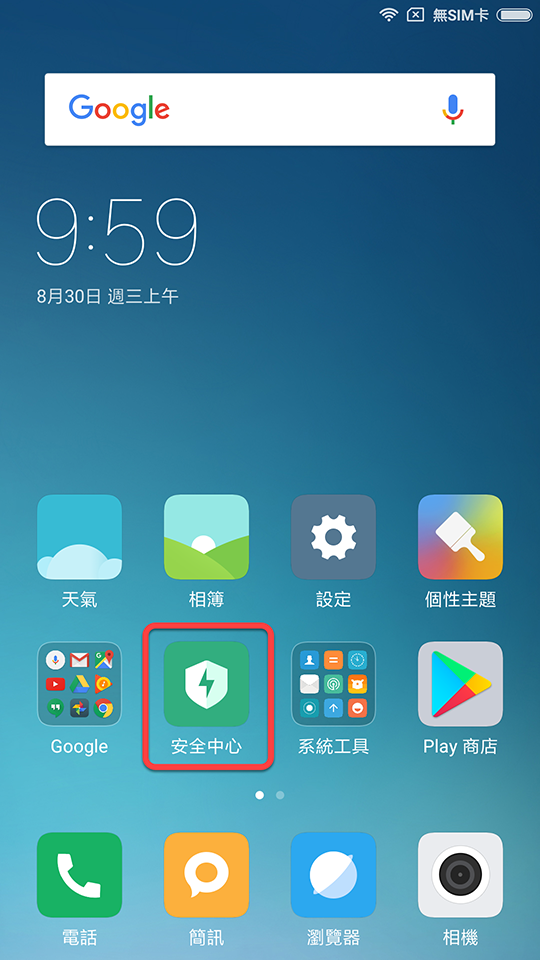 無SIM卡
Google
9:59
8月30日 週三上午
天氣
相簿
設定
個性主題
Google
安全中心
系統工具
Play 商店
電話
簡訊
瀏覽器
相機